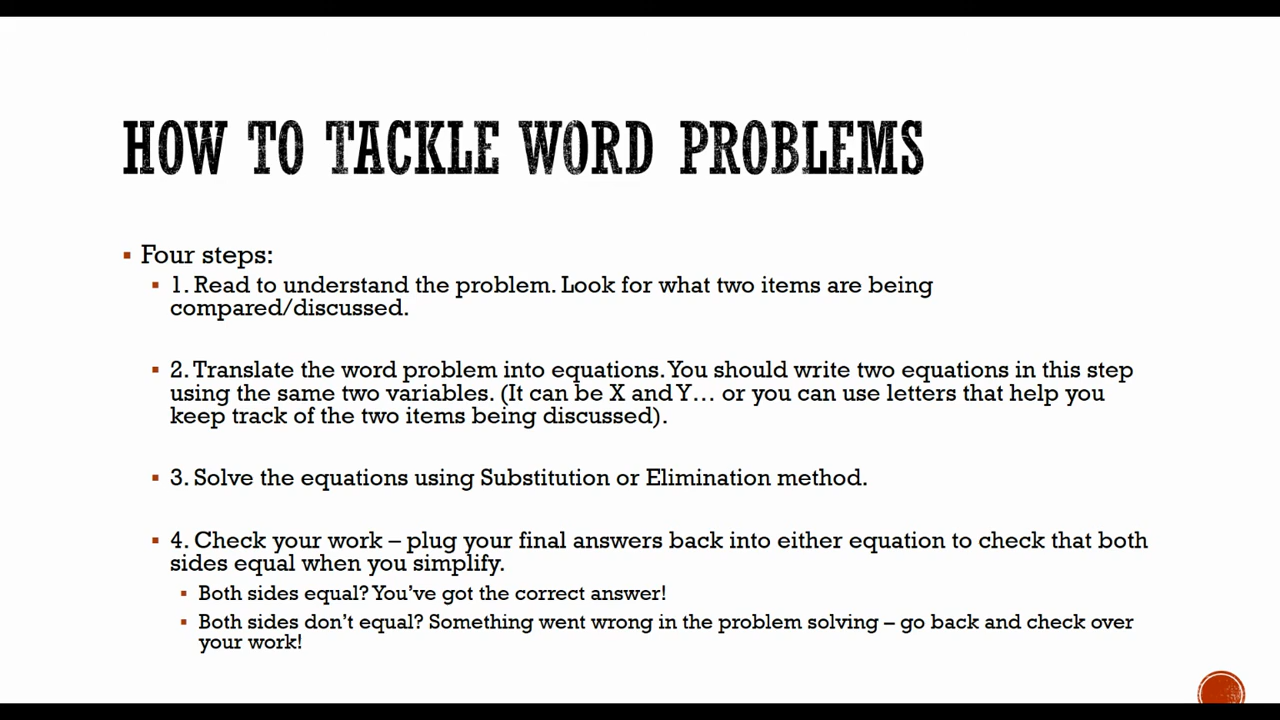 HOW TO TACKLE WORD PROBLEMS
Four steps:
1. Read to understand the problem. Look for what two items are being
compared/discussed.
2. Translate the word problem into equations. You should write two equations in this step
using the same two variables. (It can be X and Y… or you can use letters that help you
keep track of the two items being discussed).
3. Solve the equations using Substitution or Elimination method.
4. Check your work – plug your final answers back into either equation to check that both
sides equal when you simplify.
Both sides equal? You’ve got the correct answer!
Both sides don’t equal? Something went wrong in the problem solving – go back and check over
your work!